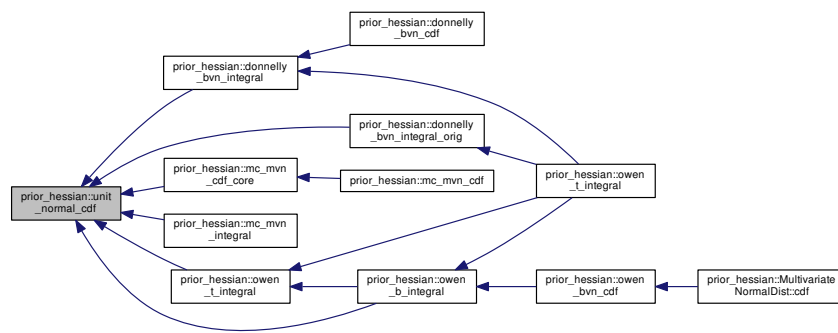 prior_hessian::unit
_normal_cdf
prior_hessian::donnelly
_bvn_integral
prior_hessian::donnelly
_bvn_cdf
prior_hessian::donnelly
_bvn_integral_orig
prior_hessian::mc_mvn
_cdf_core
prior_hessian::mc_mvn_cdf
prior_hessian::mc_mvn
_integral
prior_hessian::owen
_t_integral
prior_hessian::owen
_b_integral
prior_hessian::owen
_t_integral
prior_hessian::owen
_bvn_cdf
prior_hessian::Multivariate
NormalDist::cdf